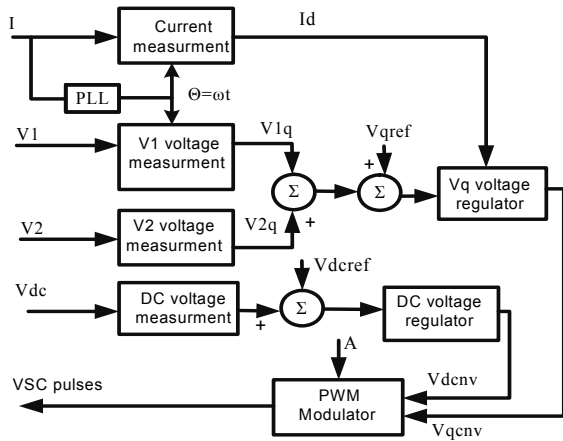 I
Current
measurment
Id
PLL
Θ=ωt
V1
V1 voltage
measurment
V1q
Vqref
+
Σ
Σ
Vq voltage
regulator
V2
V2 voltage
measurment
V2q
+
Vdcref
Vdc
DC voltage
measurment
+
Σ
DC voltage
regulator
A
Vdcnv
VSC pulses
PWM
Modulator
Vqcnv